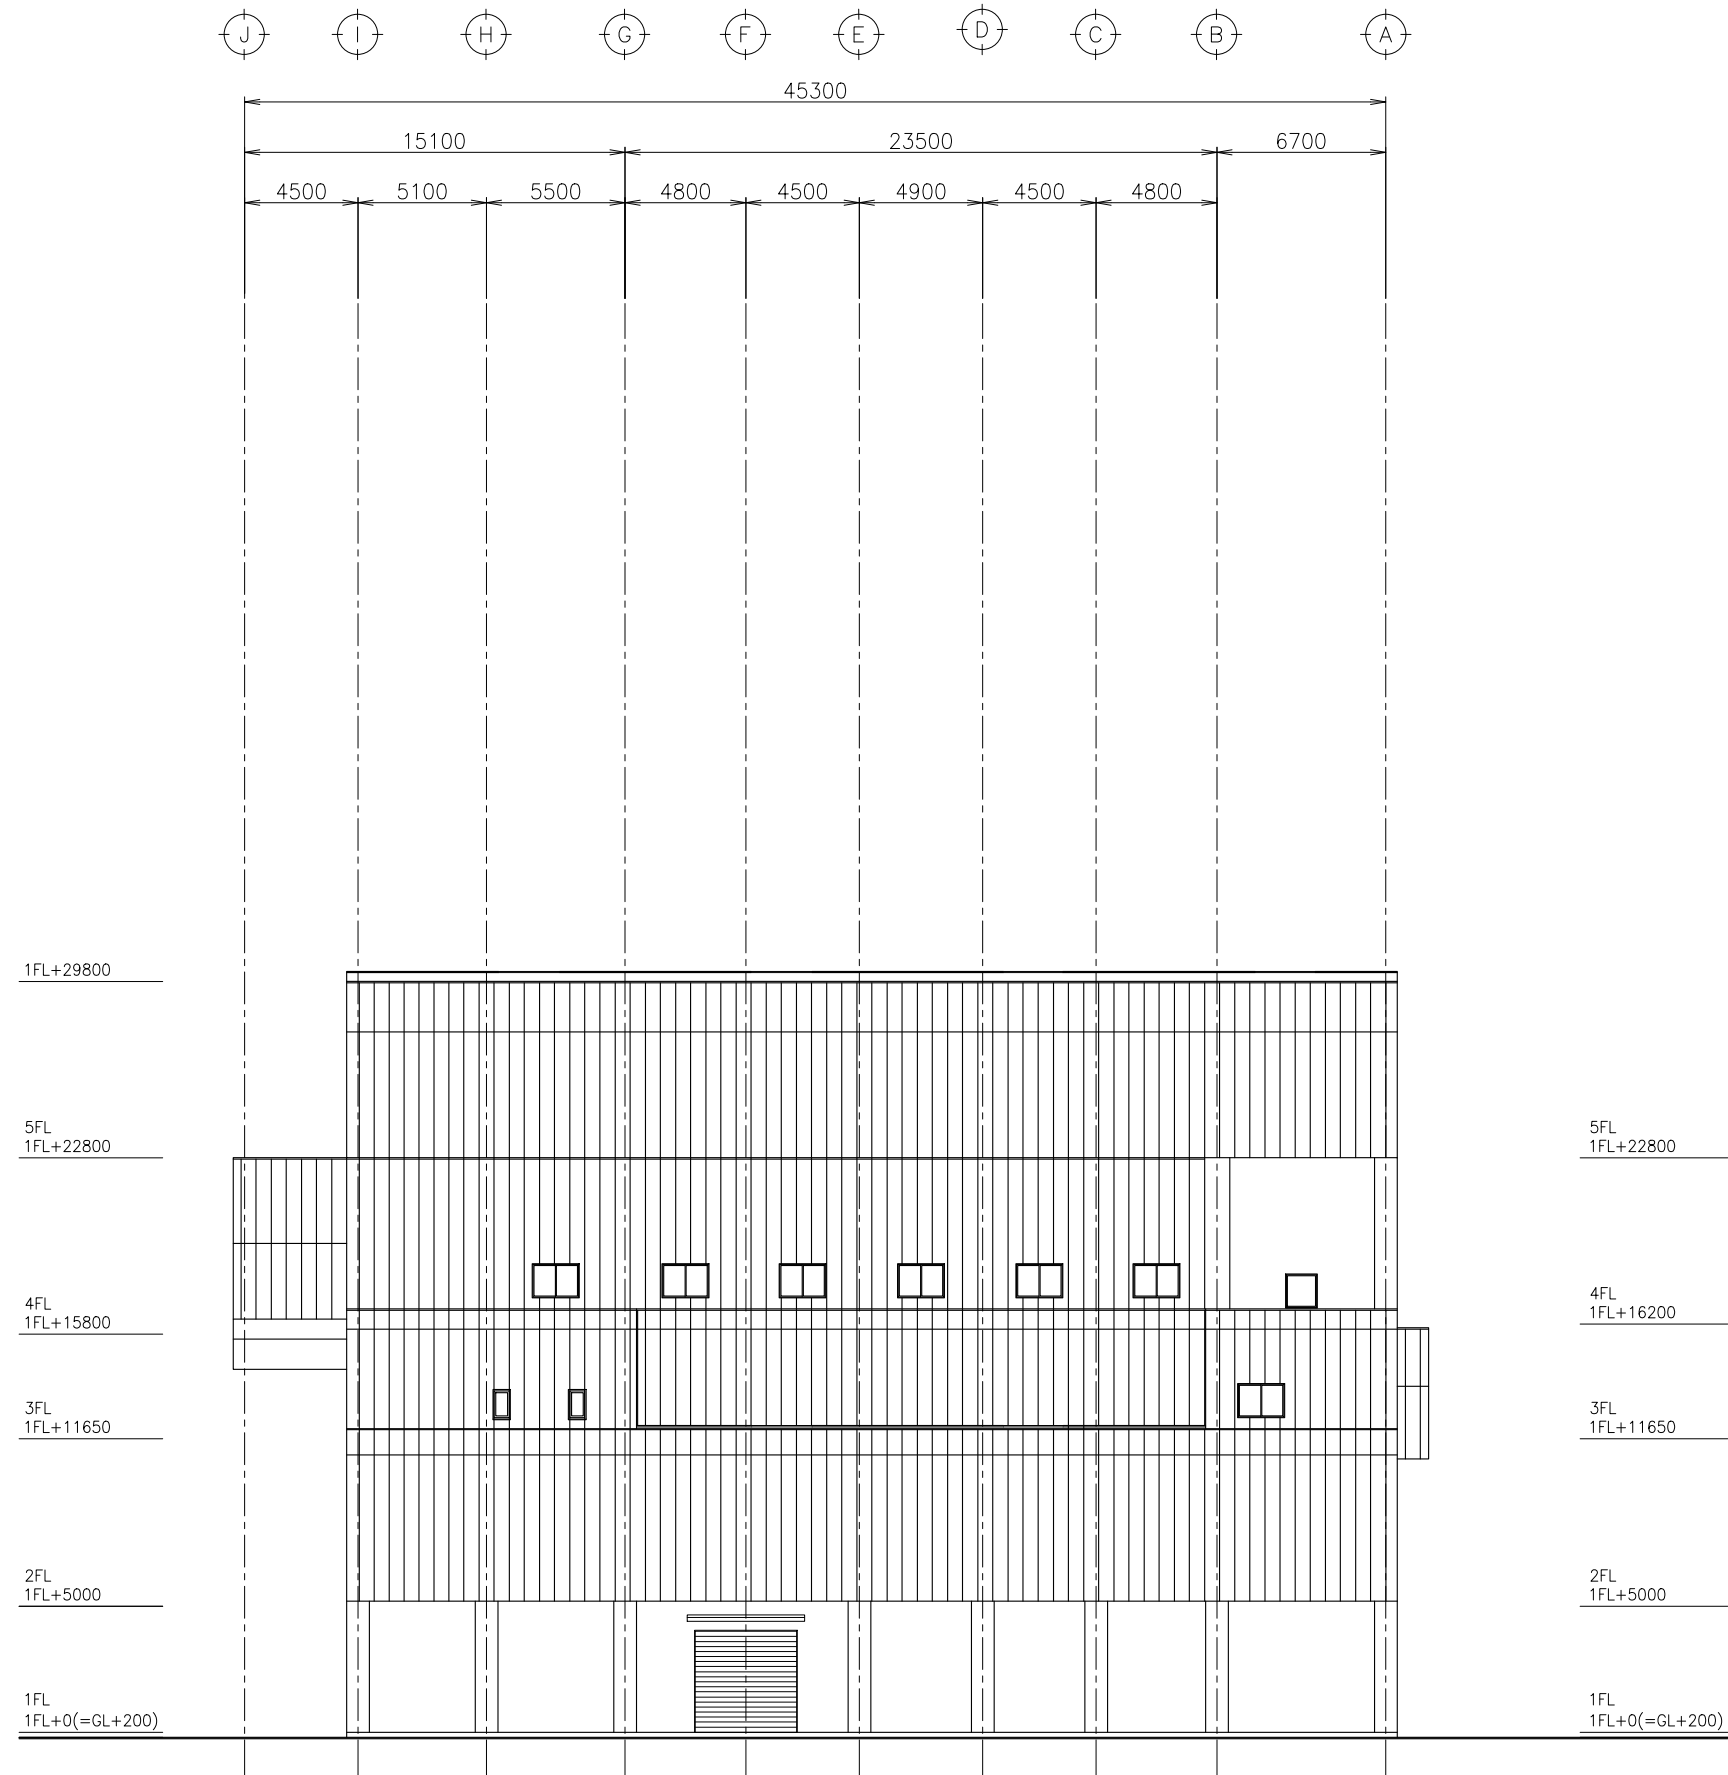 J I H G F E D C B A
45300
15100 23500 6700
4500 5100 5500 4800 4500 4900 4500 4800
1FL+29800
5FL
1FL+22800
5FL
1FL+22800
4FL
1FL+15800
4FL
1FL+16200
3FL
1FL+11650
3FL
1FL+11650
2FL
1FL+5000
2FL
1FL+5000
1FL
1FL+0(=GL+200)
1FL
1FL+0(=GL+200)